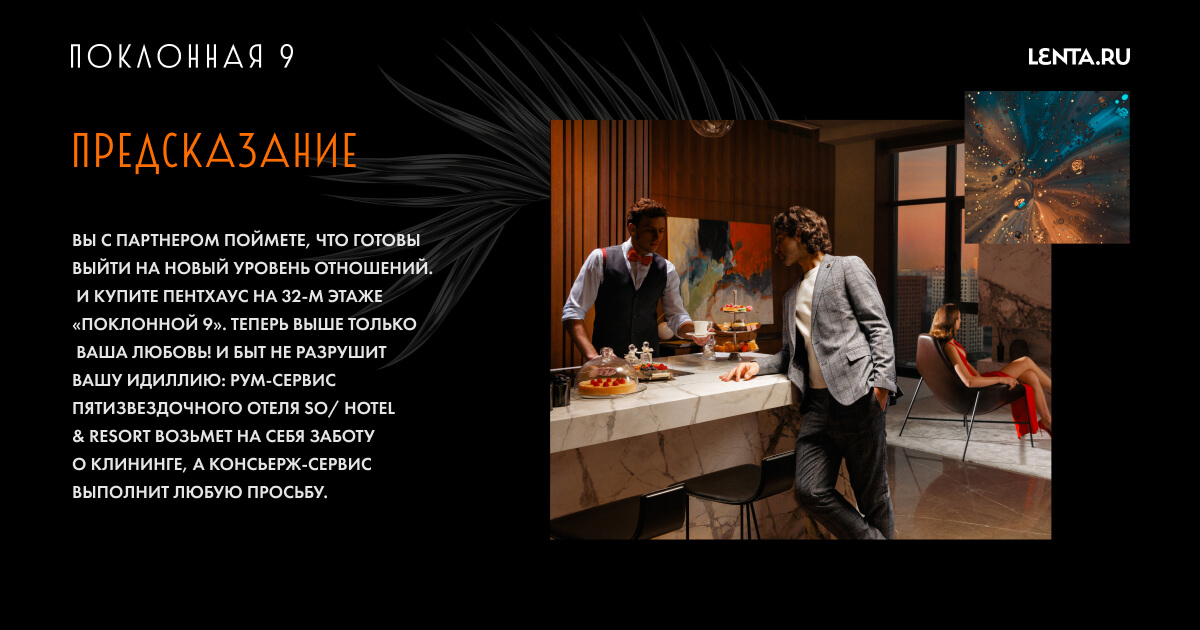 ПОКЛОННАЯ 9
LENTA.RU
ПРЕДСКАЗАНИЕ
ВЫ С ПАРТНЕРОМ ПОЙМЕТЕ, ЧТО ГОТОВЫ
ВЫЙТИ НА НОВЫЙ УРОВЕНЬ ОТНОШЕНИЙ.
И КУПИТЕ ПЕНТХАУС НА 32-М ЭТАЖЕ
«ПОКЛОННОЙ 9». ТЕПЕРЬ ВЫШЕ ТОЛЬКО
ВАША ЛЮБОВЬ! И БЫТ НЕ РАЗРУШИТ
ВАШУ ИДИЛЛИЮ: РУМ-СЕРВИС
ПЯТИЗВЕЗДОЧНОГО ОТЕЛЯ SO/ HOTEL
& RESORT ВОЗЬМЕТ НА СЕБЯ ЗАБОТУ
О КЛИНИНГЕ, А КОНСЬЕРЖ-СЕРВИС
ВЫПОЛНИТ ЛЮБУЮ ПРОСЬБУ.